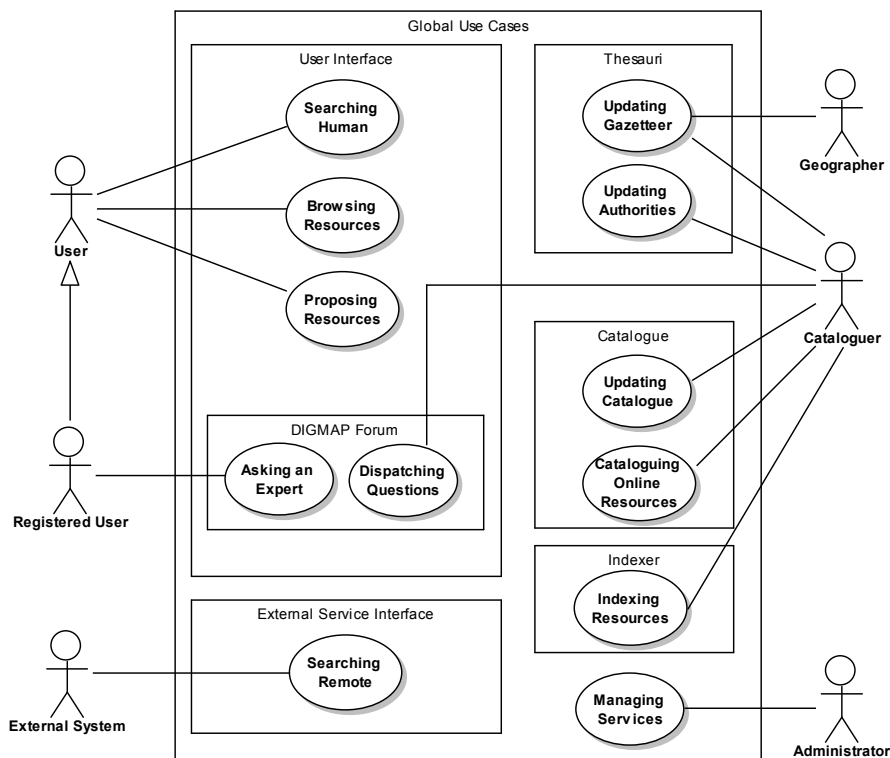 Global Use Cases
User Interface
Searching
Human
Browsing
Resources
Proposing
Resources
DIGMAP Forum
Asking an
Expert
Dispatching
Questions
External Service Interface
Searching
Remote
Thesauri
Updating
Gazetteer
Updating
Authorities
Catalogue
Updating
Catalogue
Cataloguing
Online
Resources
Indexer
Indexing
Resources
Managing
Services
User
Registered User
External System
Geographer
Cataloguer
Administrator